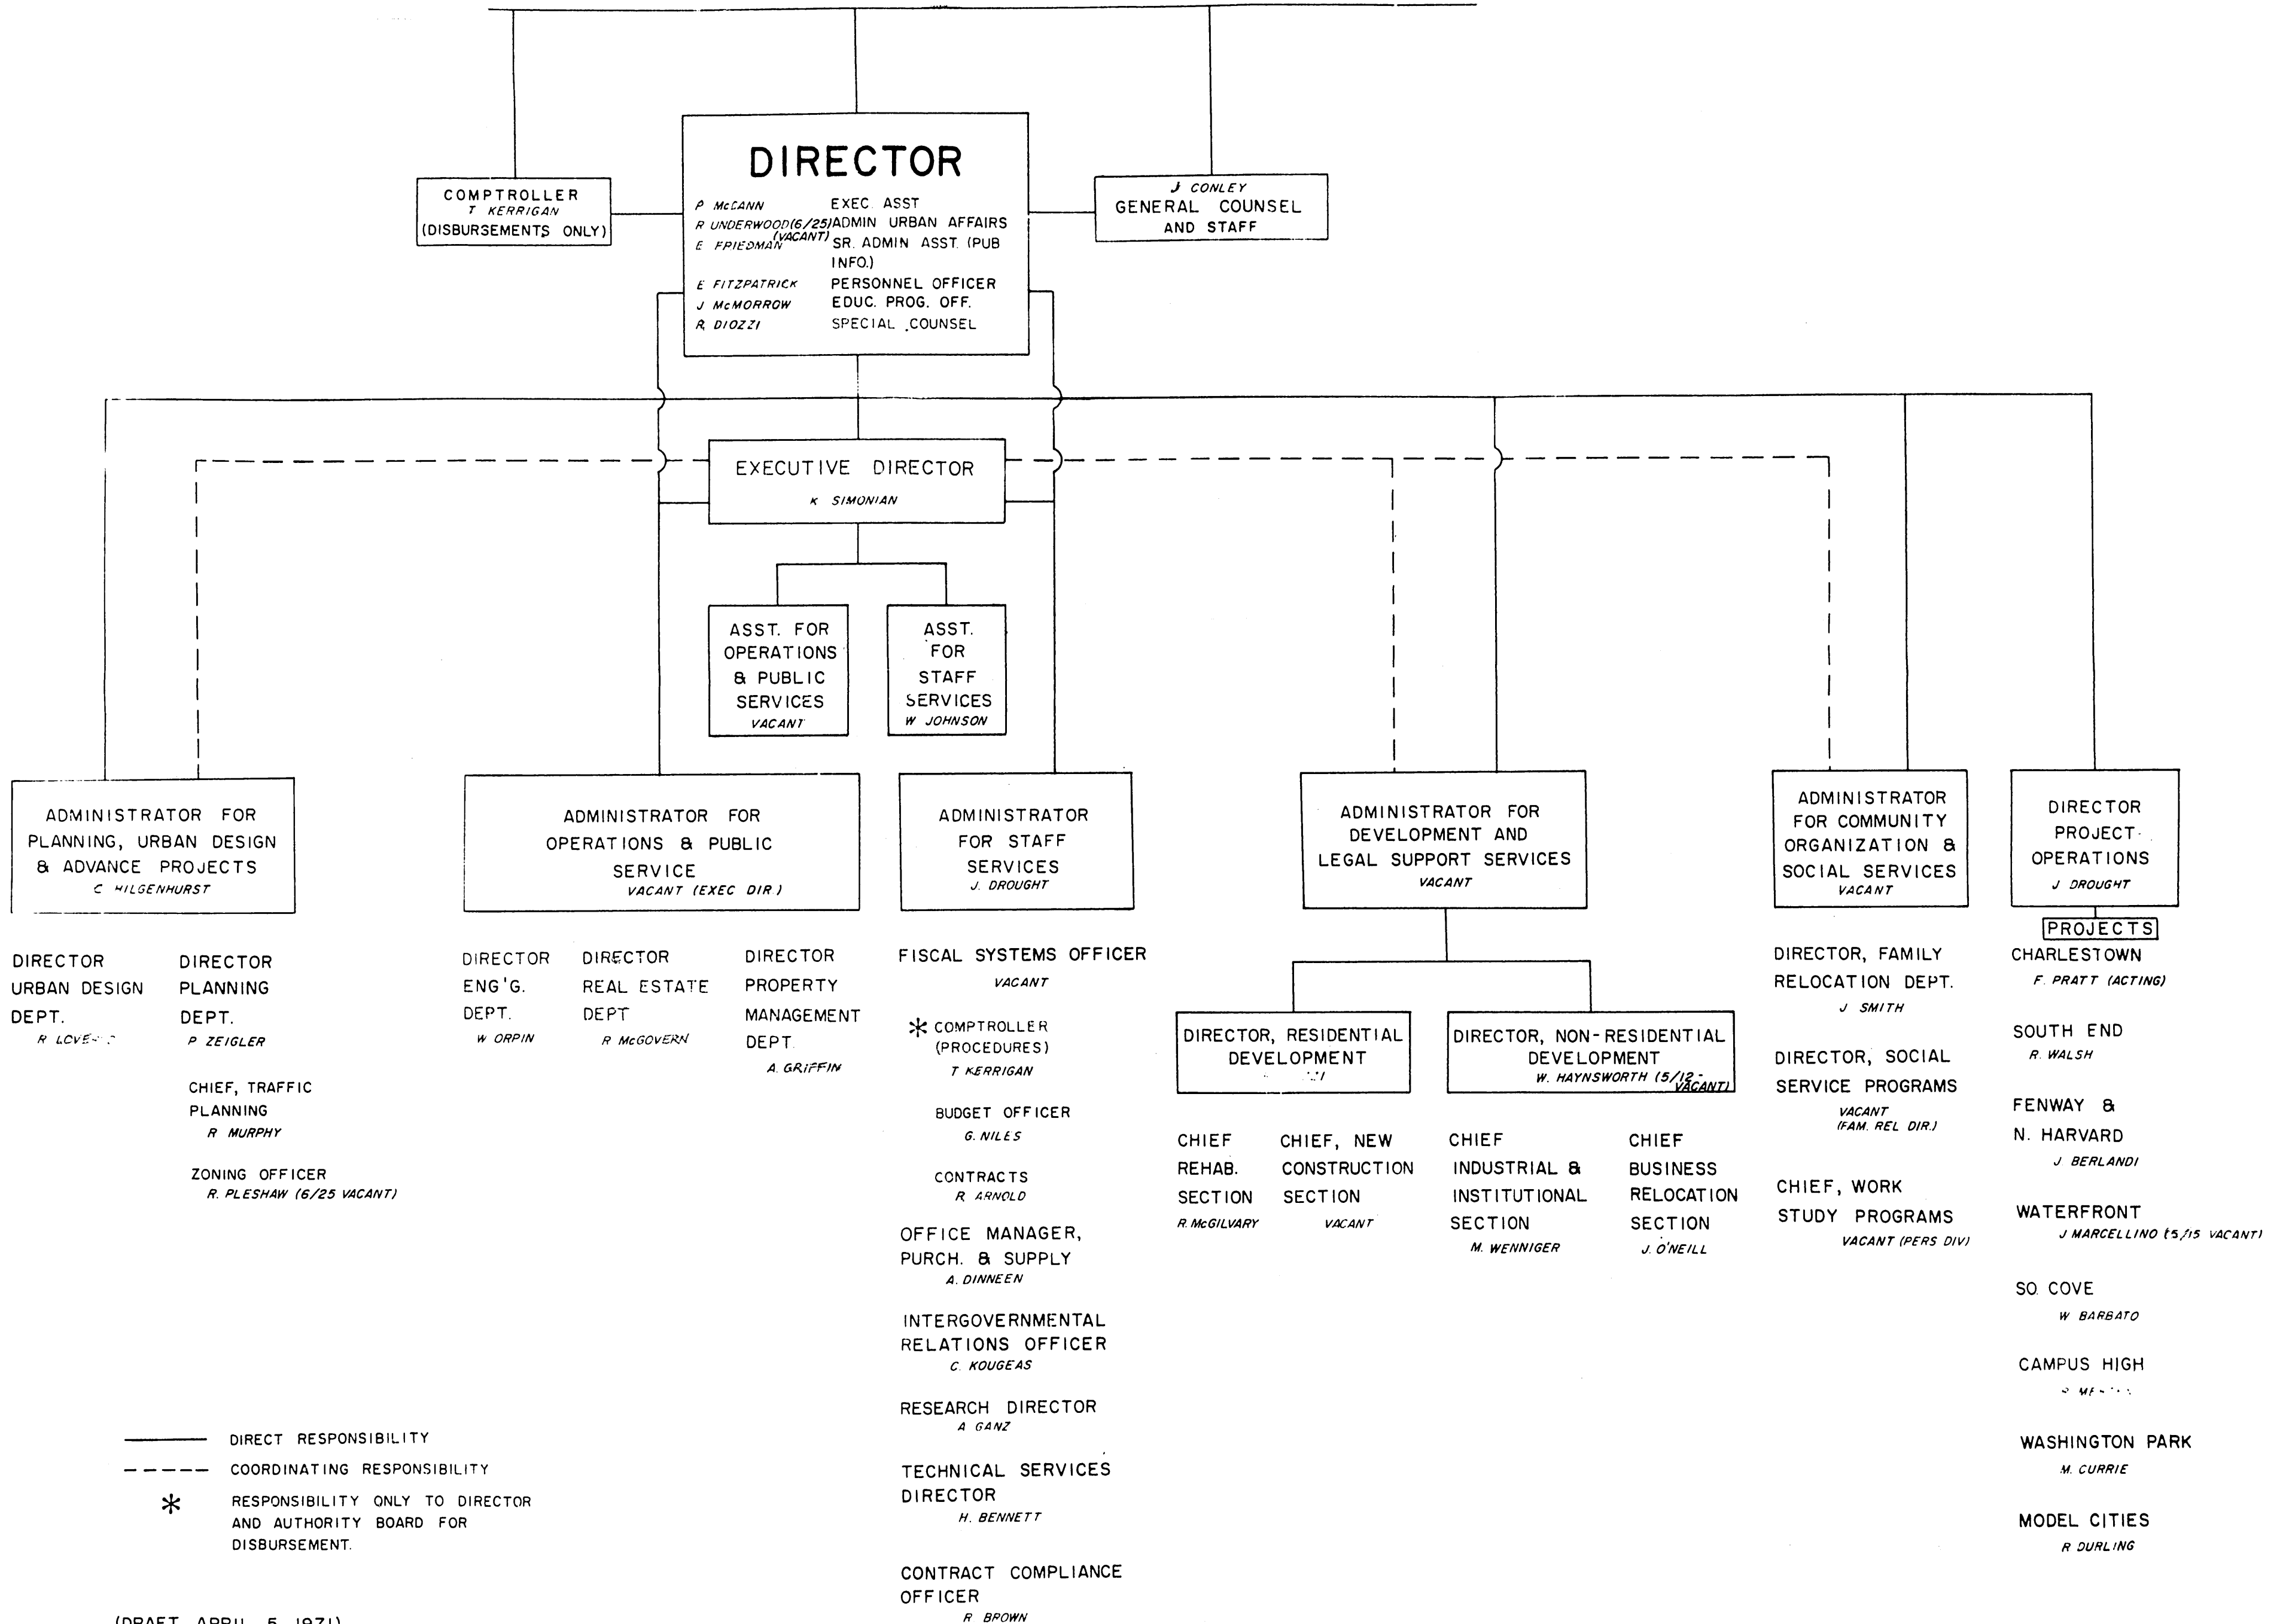 DIRECTOR
P McCANN EXEC. ASST
R UNDERWOOD (6/25) ADMIN URBAN AFFAIRS
(VACANT)
E FRIEDMAN SR. ADMIN ASST. (PUB
INFO.)
E FITZPATRICK PERSONNEL OFFICER
J McMORROW EDUC. PROG. OFF.
R. DIOZZI SPECIAL COUNSEL
COMPTROLLER
T KERRIGAN
(DISBURSEMENTS ONLY)
J CONLEY
GENERAL COUNSEL
AND STAFF
EXECUTIVE DIRECTOR
K SIMONIAN
ASST. FOR
OPERATIONS
& PUBLIC
SERVICES
VACANT
ASST.
FOR
STAFF
SERVICES
W JOHNSON
ADMINISTRATOR FOR
PLANNING, URBAN DESIGN
& ADVANCE PROJECTS
C HILGENHURST
DIRECTOR
URBAN DESIGN
DEPT.
R
DIRECTOR
PLANNING
DEPT.
P ZEIGLER
CHIEF, TRAFFIC
PLANNING
R MURPHY
ZONING OFFICER
R. PLESHAW (6/25 VACANT)
ADMINISTRATOR FOR
OPERATIONS & PUBLIC
SERVICE
VACANT (EXEC DIR.)
DIRECTOR
ENG'G.
DEPT.
W ORPIN
DIRECTOR
REAL ESTATE
DEPT
R McGOVERN
DIRECTOR
PROPERTY
MANAGEMENT
DEPT.
A. GRIFFIN
ADMINISTRATOR
FOR STAFF
SERVICES
J. DROUGHT
FISCAL SYSTEMS OFFICER
VACANT
* COMPTROLLER
(PROCEDURES)
T KERRIGAN
BUDGET OFFICER
G. NILES
CONTRACTS
R ARNOLD
OFFICE MANAGER,
PURCH. & SUPPLY
A. DINNEEN
INTERGOVERNMENTAL
RELATIONS OFFICER
C. KOUGEAS
RESEARCH DIRECTOR
A GANZ
TECHNICAL SERVICES
DIRECTOR
H. BENNETT
CONTRACT COMPLIANCE
OFFICER
R BROWN
ADMINISTRATOR FOR
DEVELOPMENT AND
LEGAL SUPPORT SERVICES
VACANT
DIRECTOR, RESIDENTIAL
DEVELOPMENT
DIRECTOR, NON-RESIDENTIAL
DEVELOPMENT
W. HAYNSWORTH (5/12-
VACANT)
CHIEF
REHAB.
SECTION
R. McGILVARY
CHIEF, NEW
CONSTRUCTION
SECTION
VACANT
CHIEF
INDUSTRIAL &
INSTITUTIONAL
SECTION
M. WENNIGER
CHIEF
BUSINESS
RELOCATION
SECTION
J. O'NEILL
ADMINISTRATOR
FOR COMMUNITY
ORGANIZATION &
SOCIAL SERVICES
VACANT
DIRECTOR, FAMILY
RELOCATION DEPT.
J SMITH
DIRECTOR, SOCIAL
SERVICE PROGRAMS
VACANT
(FAM. REL DIR.)
CHIEF, WORK
STUDY PROGRAMS
VACANT (PERS DIV)
DIRECTOR
PROJECT
OPERATIONS
J DROUGHT
PROJECTS
CHARLESTOWN
F. PRATT (ACTING)
SOUTH END
R. WALSH
FENWAY &
N. HARVARD
J BERLANDI
WATERFRONT
J MARCELLINO (5/15 VACANT)
SO. COVE
W BARBATO
CAMPUS HIGH
WASHINGTON PARK
M. CURRIE
MODEL CITIES
R DURLING
DIRECT RESPONSIBILITY
COORDINATING RESPONSIBILITY
* RESPONSIBILITY ONLY TO DIRECTOR
AND AUTHORITY BOARD FOR
DISBURSEMENT.
(DRAFT APRIL 5, 1971)